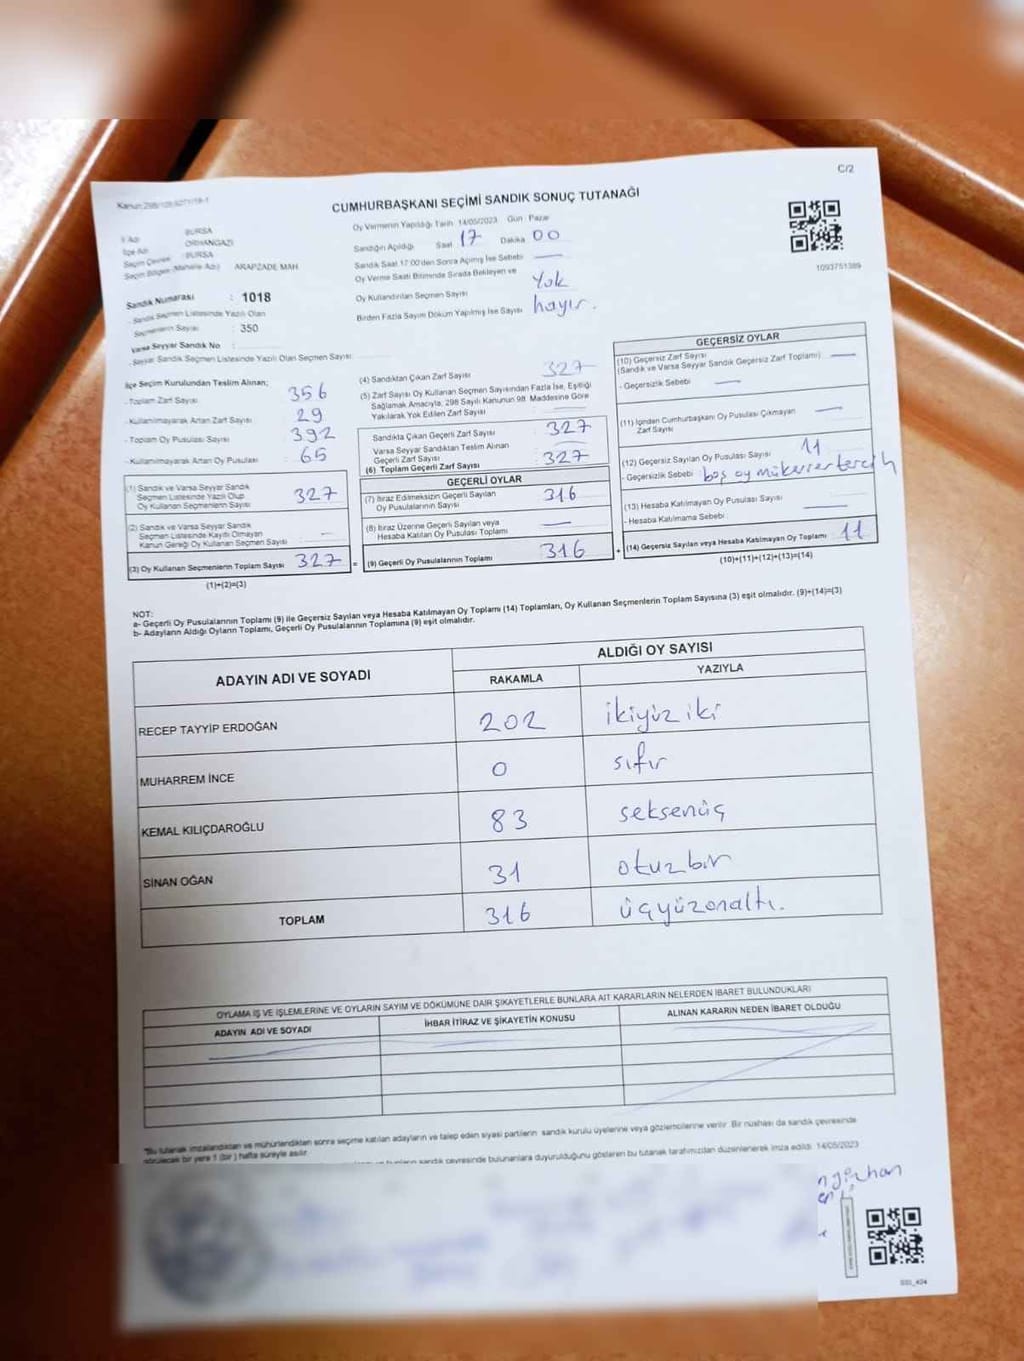 C/2
CUMHURBAŞKANI SEÇİMİ SANDIK SONUÇ TUTANAĞI
1093751389
İl Adı BURSA
İlçe Adı ORHANGAZİ
Seçim Çevresi BURSA
Seçim Bölgesi (Mahalle Adı) ARAPZADE MAH
Sandık Numarası : 1018
- Sandık Seçmen Listesinde Yazılı Olan
Seçmenlerin Sayısı : 350
Varsa Seyyar Sandık No :
- Seyyar Sandık Seçmen Listesinde Yazılı Olan Seçmen Sayısı
Oy Vermenin Yapıldığı Tarih 14/05/2023 Gün : Pazar
Sandığın Açıldığı Saat 17 Dakika 00
Sandık Saat 17:00'den Sonra Açılmış İse Sebebi —
Oy Verme Saati Bitiminde Sırada Bekleyen ve
Oy Kullandırılan Seçmen Sayısı Yok
Birden Fazla Sayım Döküm Yapılmış İse Sayısı hayır.
İlçe Seçim Kurulundan Teslim Alınan;
- Toplam Zarf Sayısı 356
- Kullanılmayarak Artan Zarf Sayısı 29
- Toplam Oy Pusulası Sayısı 392
- Kullanılmayarak Artan Oy Pusulası : 65
(1) Sandık ve Varsa Seyyar Sandık
Seçmen Listesinde Yazılı Olup
Oy Kullanan Seçmenlerin Sayısı 327
(2) Sandık ve Varsa Seyyar Sandık
Seçmen Listesinde Kaydı Olmayan
Kanun Gereği Oy Kullanan Seçmen Sayısı : —
(3) Oy Kullanan Seçmenlerin Toplam Sayısı 327
(1)+(2)=(3)
(4) Sandıktan Çıkan Zarf Sayısı 327
(5) Zarf Sayısı Oy Kullanan Seçmen Sayısından Fazla İse, Eşitliği
Sağlamak Amacıyla, 298 Sayılı Kanunun 98. Maddesine Göre
Yakılarak Yok Edilen Zarf Sayısı :
Sandıkta Çıkan Geçerli Zarf Sayısı : 327
Varsa Seyyar Sandıktan Teslim Alınan
Geçerli Zarf Sayısı —
(6) Toplam Geçerli Zarf Sayısı : 327
GEÇERLİ OYLAR
(7) İtiraz Edilmeksizin Geçerli Sayılan
Oy Pusulalarının Sayısı 316
(8) İtiraz Üzerine Geçerli Sayılan veya
Hesaba Katılan Oy Pusulası Toplamı —
= (9) Geçerli Oy Pusulalarının Toplamı 316
GEÇERSİZ OYLAR
(10) Geçersiz Zarf Sayısı
(Sandık ve Varsa Seyyar Sandık Geçersiz Zarf Toplamı) —
- Geçersizlik Sebebi : —
(11) İçinden Cumhurbaşkanı Oy Pusulası Çıkmayan
Zarf Sayısı —
(12) Geçersiz Sayılan Oy Pusulası Sayısı : 11
- Geçersizlik Sebebi : boş oy mükerrer tercih
(13) Hesaba Katılmayan Oy Pusulası Sayısı
- Hesaba Katılmama Sebebi : —
+ (14) Geçersiz Sayılan veya Hesaba Katılmayan Oy Toplamı 11
(10)+(11)+(12)+(13)=(14)
NOT:
a- Geçerli Oy Pusulalarının Toplamı (9) ile Geçersiz Sayılan veya Hesaba Katılmayan Oy Toplamı (14) Toplamları, Oy Kullanan Seçmenlerin Toplam Sayısına (3) eşit olmalıdır. (9)+(14)=(3)
b- Adayların Aldığı Oyların Toplamı, Geçerli Oy Pusulalarının Toplamına (9) eşit olmalıdır.
ADAYIN ADI VE SOYADI ALDIĞI OY SAYISI
RAKAMLA YAZIYLA
RECEP TAYYİP ERDOĞAN 202 ikiyüz iki
MUHARREM İNCE 0 sıfır
KEMAL KILIÇDAROĞLU 83 seksenüç
SİNAN OĞAN 31 otuzbir
TOPLAM 316 üçyüzonaltı.
OYLAMA İŞ VE İŞLEMLERİNE VE OYLARIN SAYIM VE DÖKÜMÜNE DAİR ŞİKAYETLERLE BUNLARA AİT KARARLARIN NELERDEN İBARET BULUNDUKLARI
ADAYIN ADI VE SOYADI İHBAR İTİRAZ VE ŞİKAYETİN KONUSU ALINAN KARARIN NEDEN İBARET OLDUĞU
*Bu tutanak imzalandıktan ve mühürlendikten sonra seçime katılan adayların ve talep eden siyasi partilerin sandık kurulu üyelerine veya gözlemcilerine verilir. Bir nüshası da sandık çevresinde
görülecek bir yere 1 (bir) hafta süreyle asılır.
sandık çevresinde bulunanlara duyurulduğunu gösteren bu tutanak tarafımızdan düzenlenerek imza edildi. 14/05/2023